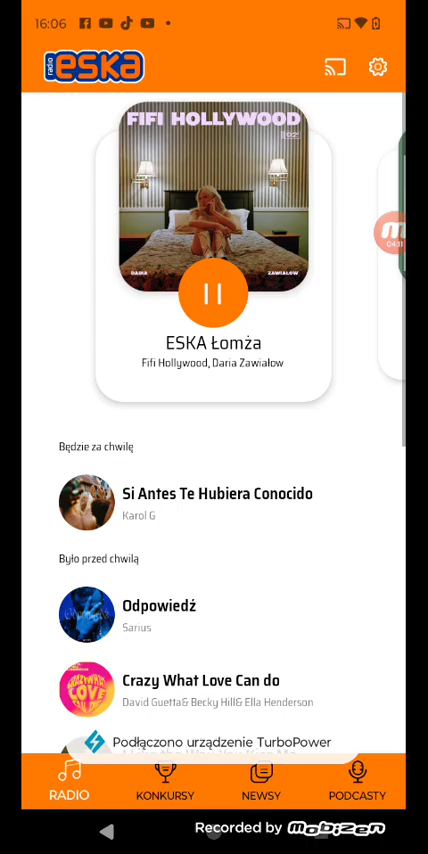 16:06
radio ESKA
FIFI HOLLYWOOD
DARIA ZAWIAŁOW
04:11
ESKA Łomża
Fifi Hollywood, Daria Zawiałow
Będzie za chwilę
Si Antes Te Hubiera Conocido
Karol G
Było przed chwilą
Odpowiedź
Sarius
Crazy What Love Can do
David Guetta& Becky Hill& Ella Henderson
Podłączono urządzenie TurboPower
RADIO KONKURSY NEWSY PODCASTY
Recorded by Mobizen